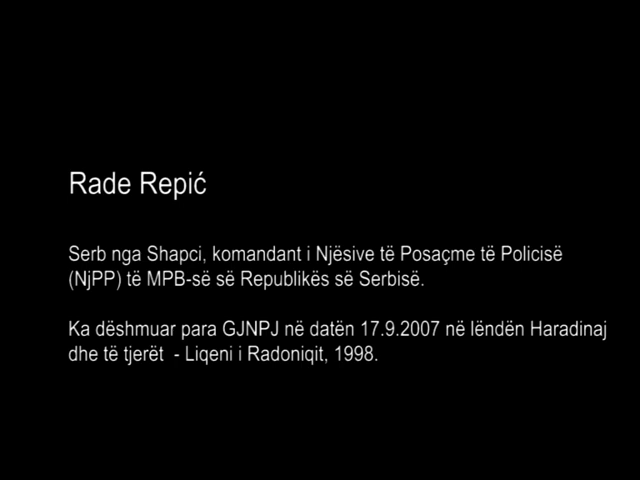 Rade Repić
Serb nga Shapci, komandant i Njësive të Posaçme të Policisë
(NjPP) të MPB-së së Republikës së Serbisë.
Ka dëshmuar para GJNPJ në datën 17.9.2007 në lëndën Haradinaj
dhe të tjerët  - Liqeni i Radoniqit, 1998.